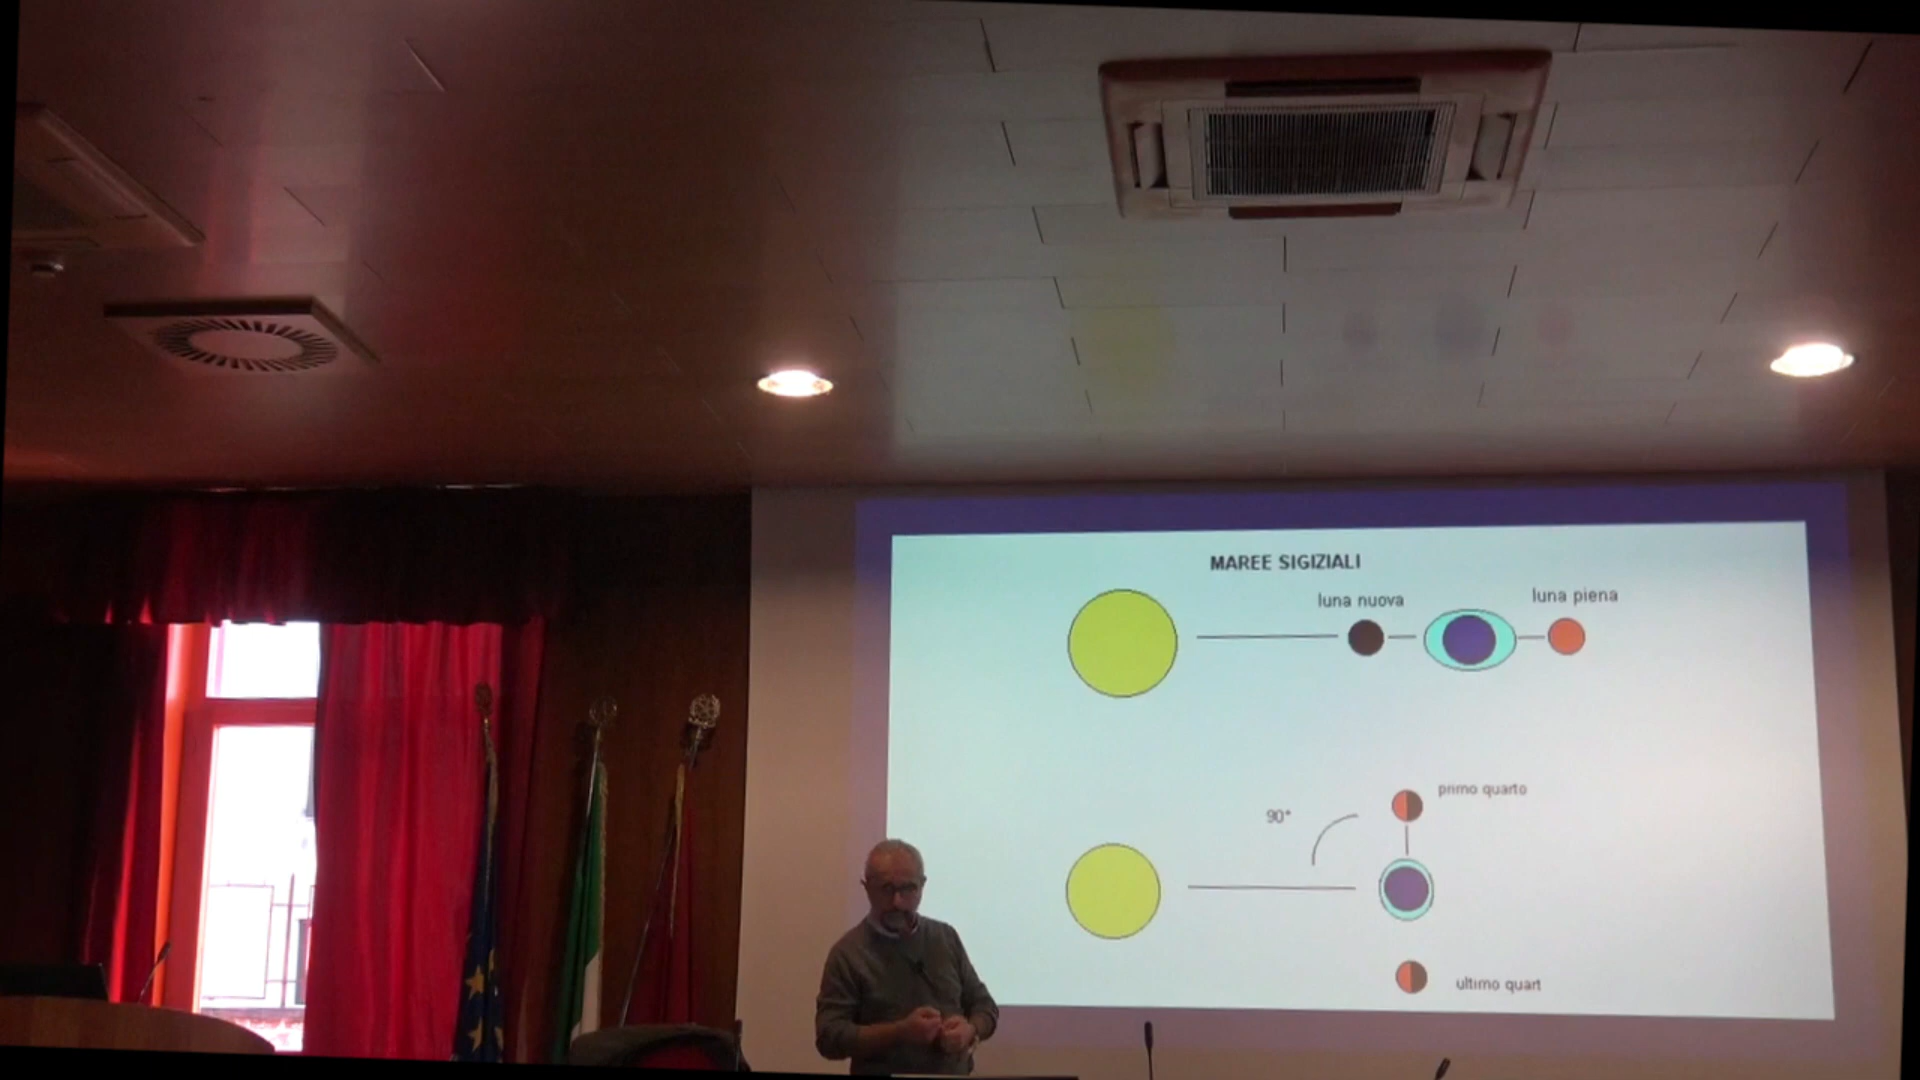 MAREE SIGIZIALI
luna nuova
luna piena
primo quarto
90°
ultimo quart